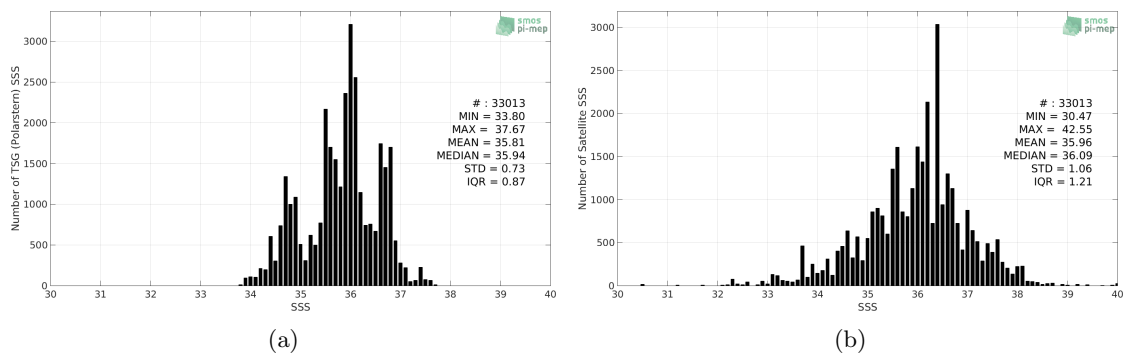 smos
pi-mep
3000
2500
2000
1500
1000
500
0
Number of TSG (Polarstern) SSS
# : 33013
MIN = 33.80
MAX = 37.67
MEAN = 35.81
MEDIAN = 35.94
STD = 0.73
IQR = 0.87
30 31 32 33 34 35 36 37 38 39 40
SSS
(a)
smos
pi-mep
3000
2500
2000
1500
1000
500
0
Number of Satellite SSS
# : 33013
MIN = 30.47
MAX = 42.55
MEAN = 35.96
MEDIAN = 36.09
STD = 1.06
IQR = 1.21
30 31 32 33 34 35 36 37 38 39 40
SSS
(b)